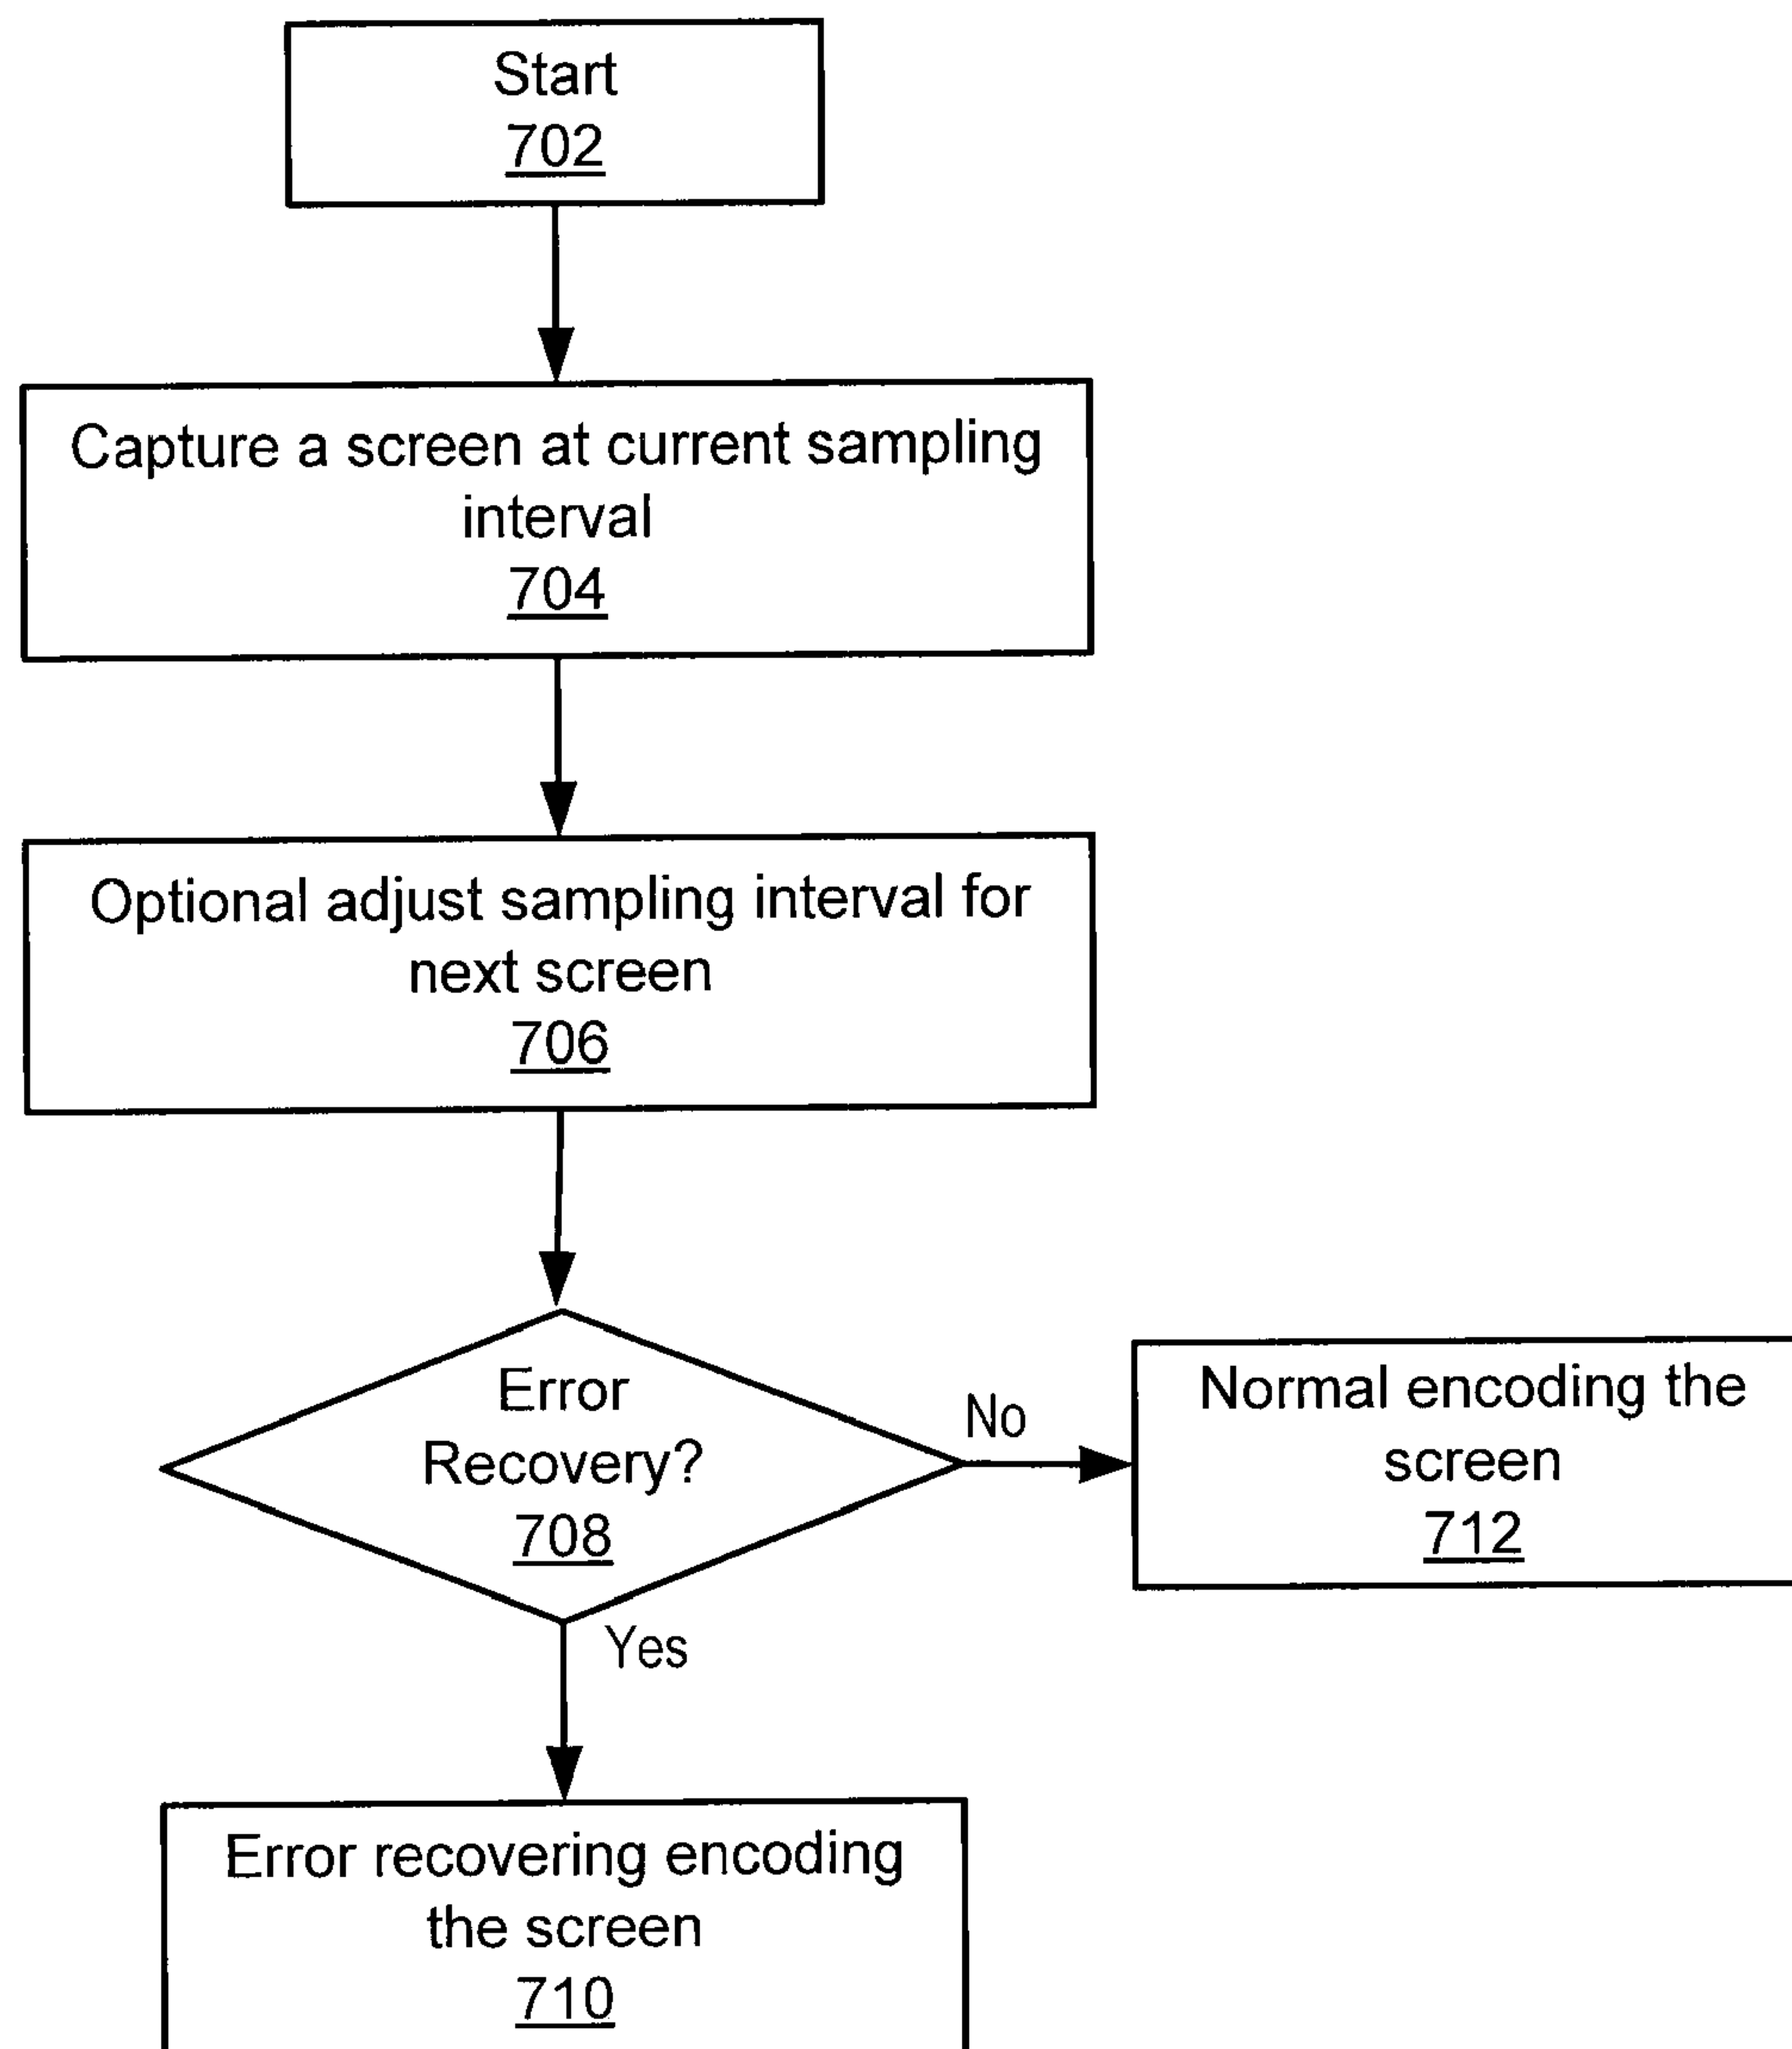 Start
702
Capture a screen at current sampling
interval
704
Optional adjust sampling interval for
next screen
706
Error
Recovery?
708
No
Normal encoding the
screen
712
Yes
Error recovering encoding
the screen
710